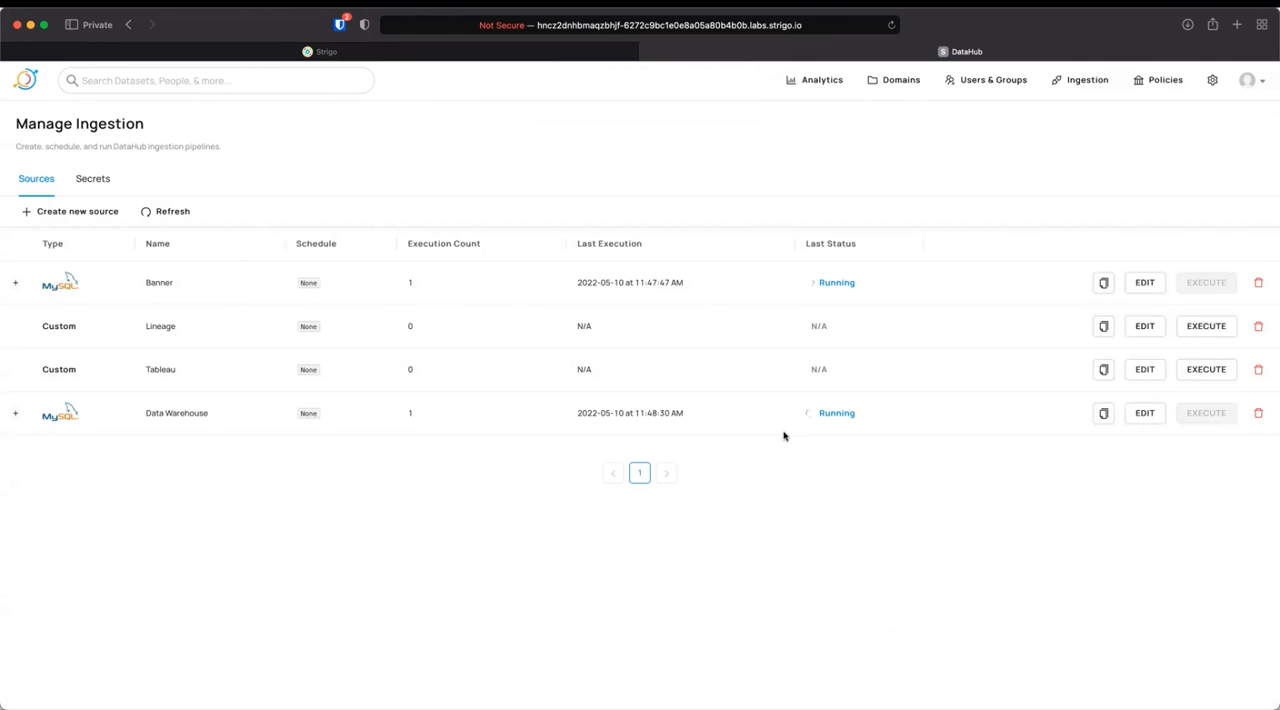 Private
2
Not Secure — hncz2dnhbmaqzbhjf-6272c9bc1e0e8a05a80b4b0b.labs.strigo.io
Strigo
S DataHub
Search Datasets, People, & more...
Analytics
Domains
Users & Groups
Ingestion
Policies
Manage Ingestion
Create, schedule, and run DataHub ingestion pipelines.
Sources Secrets
+ Create new source Refresh
Type Name Schedule Execution Count Last Execution Last Status
+ MySQL Banner None 1 2022-05-10 at 11:47:47 AM Running EDIT EXECUTE
Custom Lineage None 0 N/A N/A EDIT EXECUTE
Custom Tableau None 0 N/A N/A EDIT EXECUTE
+ MySQL Data Warehouse None 1 2022-05-10 at 11:48:30 AM Running EDIT EXECUTE
< 1 >